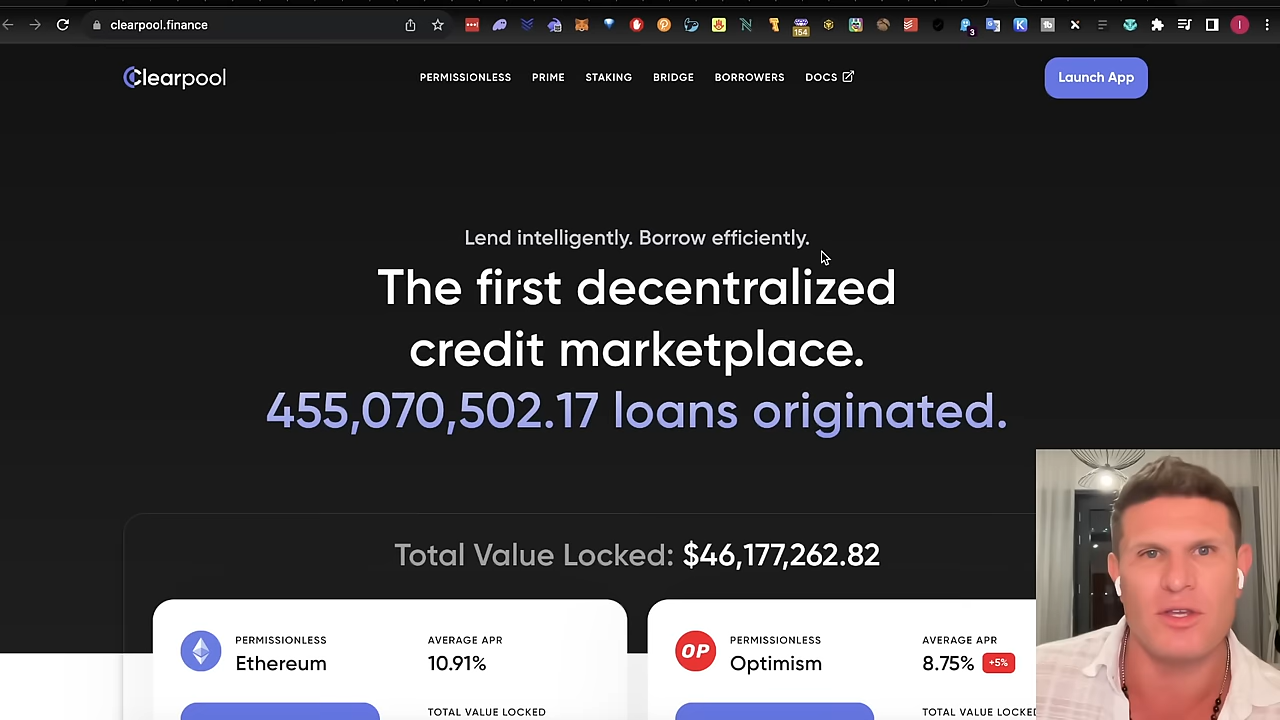 clearpool.finance
154
3
K
I
Clearpool
PERMISSIONLESS
PRIME
STAKING
BRIDGE
BORROWERS
DOCS
Launch App
Lend intelligently. Borrow efficiently.
The first decentralized
credit marketplace.
455,070,502.17 loans originated.
Total Value Locked: $46,177,262.82
PERMISSIONLESS
Ethereum
AVERAGE APR
10.91%
TOTAL VALUE LOCKED
OP
PERMISSIONLESS
Optimism
AVERAGE APR
8.75% +5%
TOTAL VALUE LOCKED